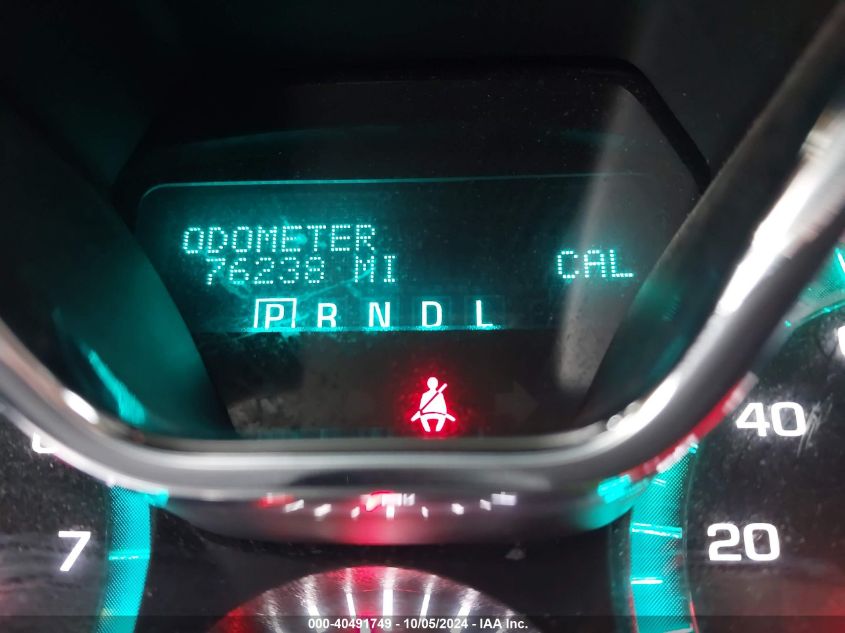 ODOMETER
76238 MI CAL
P R N D L
40
7
20
000-40491749 - 10/05/2024 - IAA Inc.